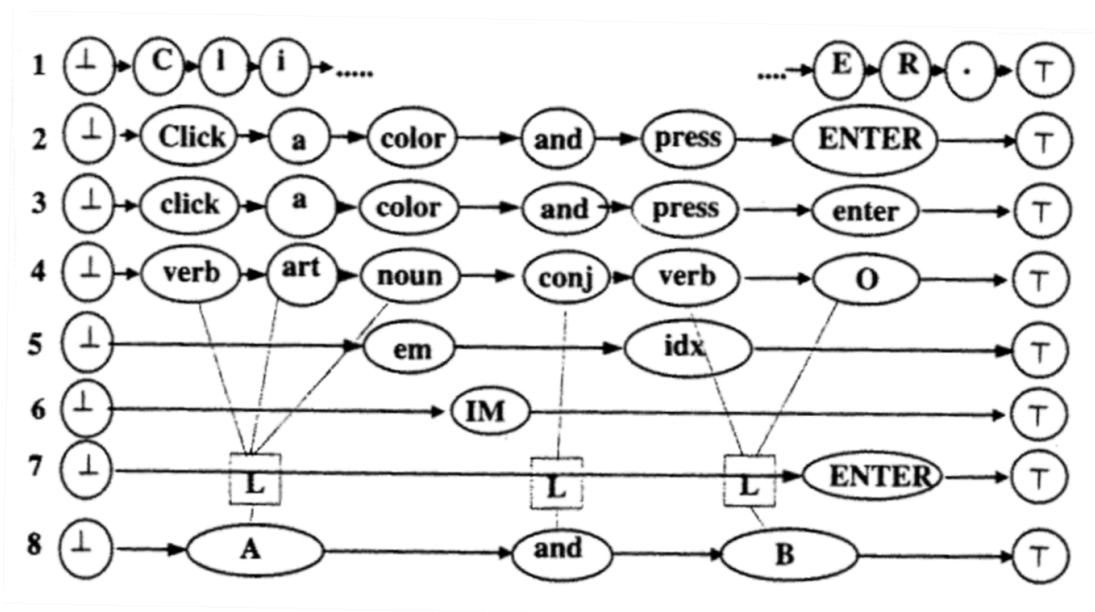 1 ⊥ C l i ..... .... E R . ⊤
2 ⊥ Click a color and press ENTER ⊤
3 ⊥ click a color and press enter ⊤
4 ⊥ verb art noun conj verb O ⊤
5 ⊥ em idx ⊤
6 ⊥ IM ⊤
7 ⊥ L L L ENTER ⊤
8 ⊥ A and B ⊤